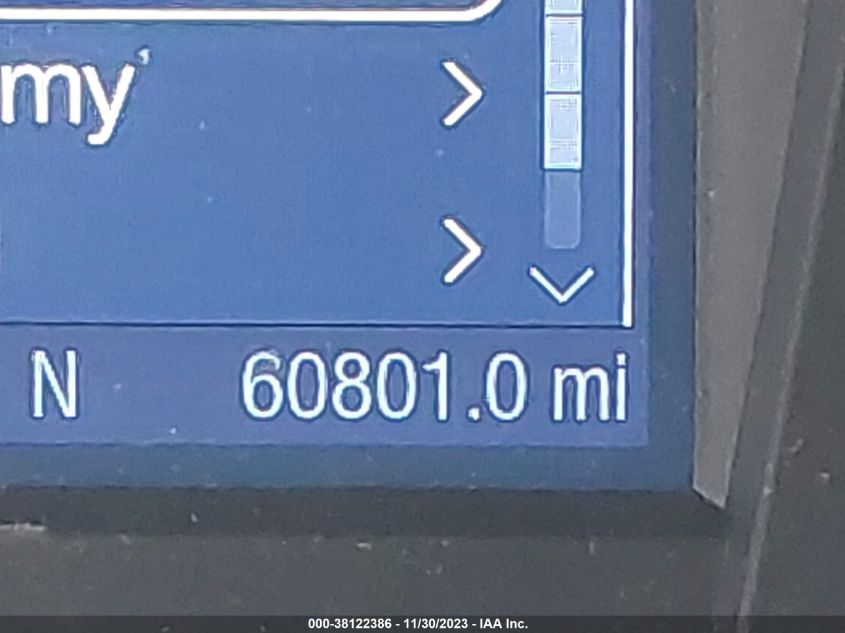 my
N 60801.0 mi
000-38122386 - 11/30/2023 - IAA Inc.